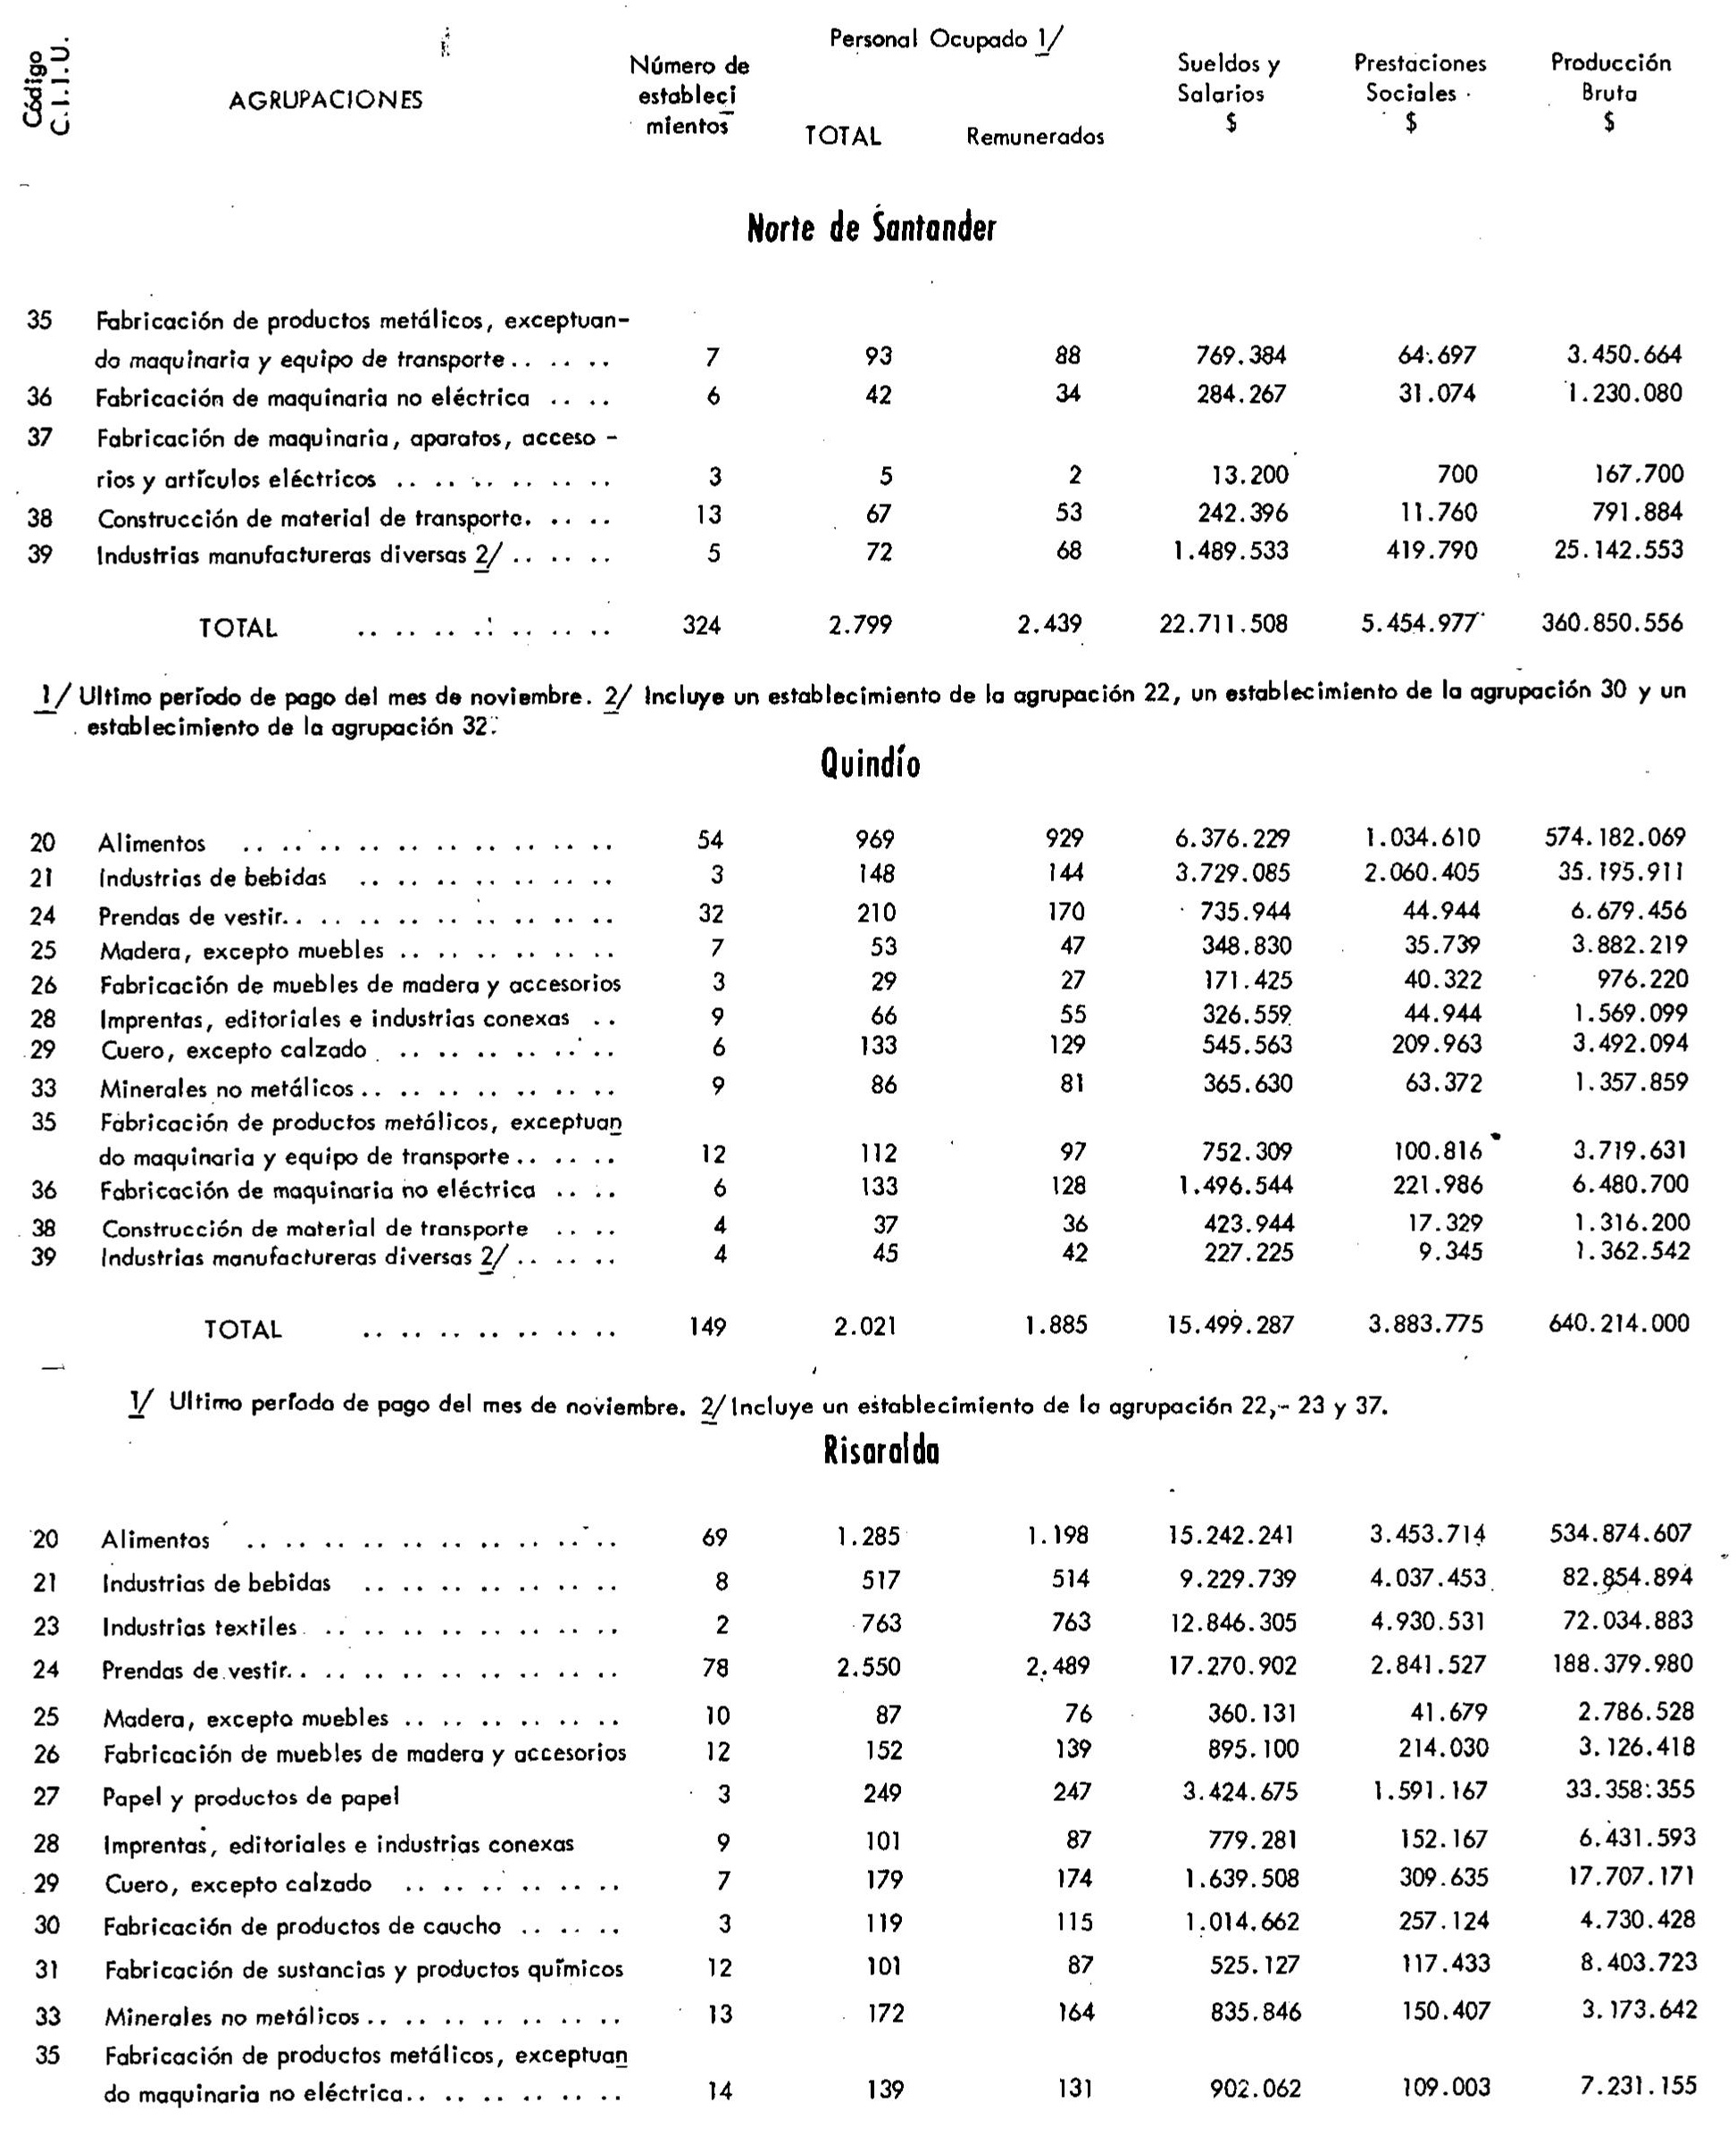 Código C.I.I.U. AGRUPACIONES Número de estableci mientos Personal Ocupado 1/ TOTAL Remunerados Sueldos y Salarios $ Prestaciones Sociales $ Producción Bruta $
Norte de Santander
35 Fabricación de productos metálicos, exceptuan-
do maquinaria y equipo de transporte.. .. .. 7 93 88 769.384 64.697 3.450.664
36 Fabricación de maquinaria no eléctrica .. .. 6 42 34 284.267 31.074 1.230.080
37 Fabricación de maquinaria, aparatos, acceso -
rios y artículos eléctricos .. .. .. .. .. .. 3 5 2 13.200 700 167.700
38 Construcción de material de transporte. .. .. 13 67 53 242.396 11.760 791.884
39 Industrias manufactureras diversas 2/ .. .. .. 5 72 68 1.489.533 419.790 25.142.553
TOTAL .. .. .. .. .. .. .. 324 2.799 2.439 22.711.508 5.454.977 360.850.556
1/ Ultimo período de pago del mes de noviembre. 2/ Incluye un establecimiento de la agrupación 22, un establecimiento de la agrupación 30 y un
establecimiento de la agrupación 32.
Quindío
20 Alimentos .. .. .. .. .. .. .. .. .. .. 54 969 929 6.376.229 1.034.610 574.182.069
21 Industrias de bebidas .. .. .. .. .. .. .. 3 148 144 3.729.085 2.060.405 35.195.911
24 Prendas de vestir.. .. .. .. .. .. .. .. .. 32 210 170 735.944 44.944 6.679.456
25 Madera, excepto muebles .. .. .. .. .. .. 7 53 47 348.830 35.739 3.882.219
26 Fabricación de muebles de madera y accesorios 3 29 27 171.425 40.322 976.220
28 Imprentas, editoriales e industrias conexas .. 9 66 55 326.559 44.944 1.569.099
29 Cuero, excepto calzado .. .. .. .. .. .. 6 133 129 545.563 209.963 3.492.094
33 Minerales no metálicos.. .. .. .. .. .. .. 9 86 81 365.630 63.372 1.357.859
35 Fabricación de productos metálicos, exceptuan
do maquinaria y equipo de transporte.. .. .. 12 112 97 752.309 100.816 3.719.631
36 Fabricación de maquinaria no eléctrica .. .. 6 133 128 1.496.544 221.986 6.480.700
38 Construcción de material de transporte .. .. 4 37 36 423.944 17.329 1.316.200
39 Industrias manufactureras diversas 2/ .. .. .. 4 45 42 227.225 9.345 1.362.542
TOTAL .. .. .. .. .. .. .. 149 2.021 1.885 15.499.287 3.883.775 640.214.000
1/ Ultimo período de pago del mes de noviembre. 2/ Incluye un establecimiento de la agrupación 22,- 23 y 37.
Risaralda
20 Alimentos .. .. .. .. .. .. .. .. .. .. 69 1.285 1.198 15.242.241 3.453.714 534.874.607
21 Industrias de bebidas .. .. .. .. .. .. .. 8 517 514 9.229.739 4.037.453 82.854.894
23 Industrias textiles .. .. .. .. .. .. .. .. 2 763 763 12.846.305 4.930.531 72.034.883
24 Prendas de vestir.. .. .. .. .. .. .. .. .. 78 2.550 2.489 17.270.902 2.841.527 188.379.980
25 Madera, excepto muebles .. .. .. .. .. .. 10 87 76 360.131 41.679 2.786.528
26 Fabricación de muebles de madera y accesorios 12 152 139 895.100 214.030 3.126.418
27 Papel y productos de papel 3 249 247 3.424.675 1.591.167 33.358:355
28 Imprentas, editoriales e industrias conexas 9 101 87 779.281 152.167 6.431.593
29 Cuero, excepto calzado .. .. .. .. .. .. 7 179 174 1.639.508 309.635 17.707.171
30 Fabricación de productos de caucho .. .. .. 3 119 115 1.014.662 257.124 4.730.428
31 Fabricación de sustancias y productos químicos 12 101 87 525.127 117.433 8.403.723
33 Minerales no metálicos.. .. .. .. .. .. .. 13 172 164 835.846 150.407 3.173.642
35 Fabricación de productos metálicos, exceptuan
do maquinaria no eléctrica.. .. .. .. .. .. 14 139 131 902.062 109.003 7.231.155